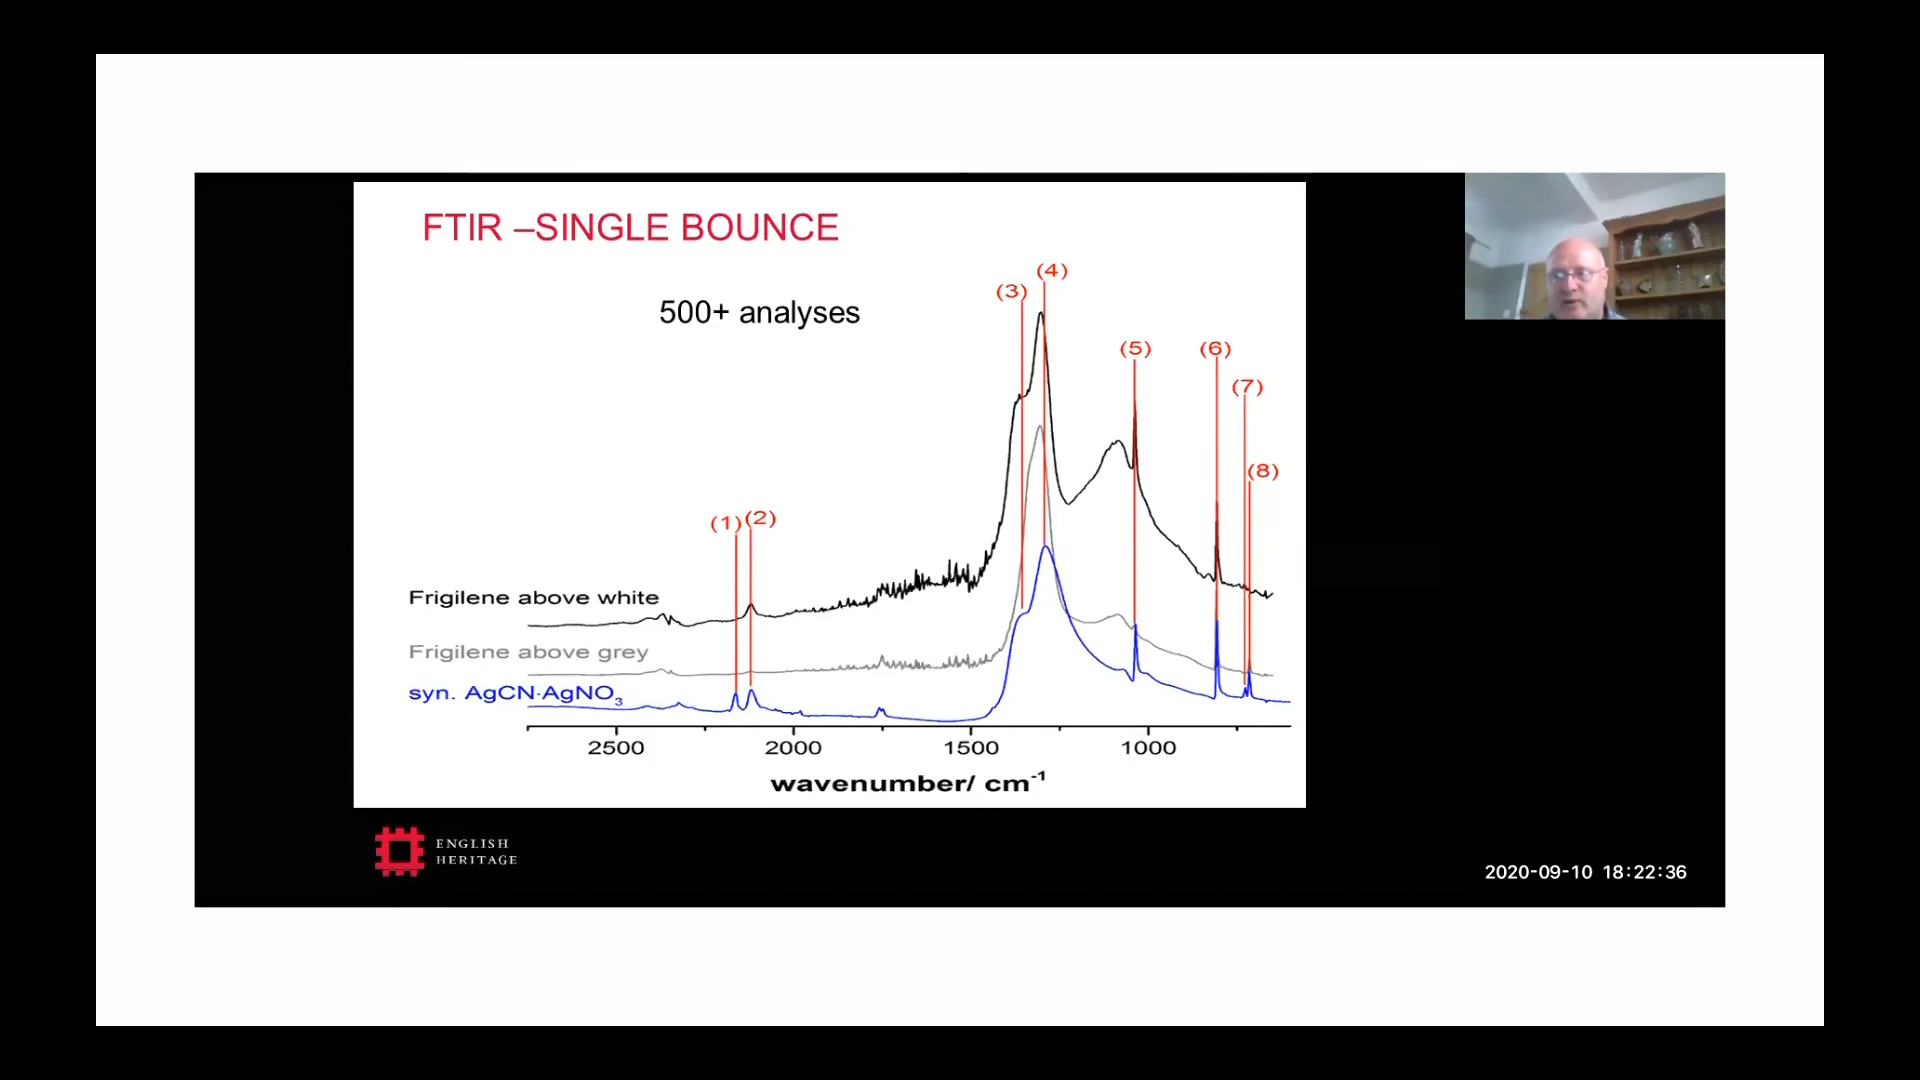 FTIR –SINGLE BOUNCE
500+ analyses
(1)
(2)
(3)
(4)
(5)
(6)
(7)
(8)
Frigilene above white
Frigilene above grey
syn. AgCN·AgNO3
2500 2000 1500 1000
wavenumber/ cm-1
ENGLISH
HERITAGE
2020-09-10 18:22:36